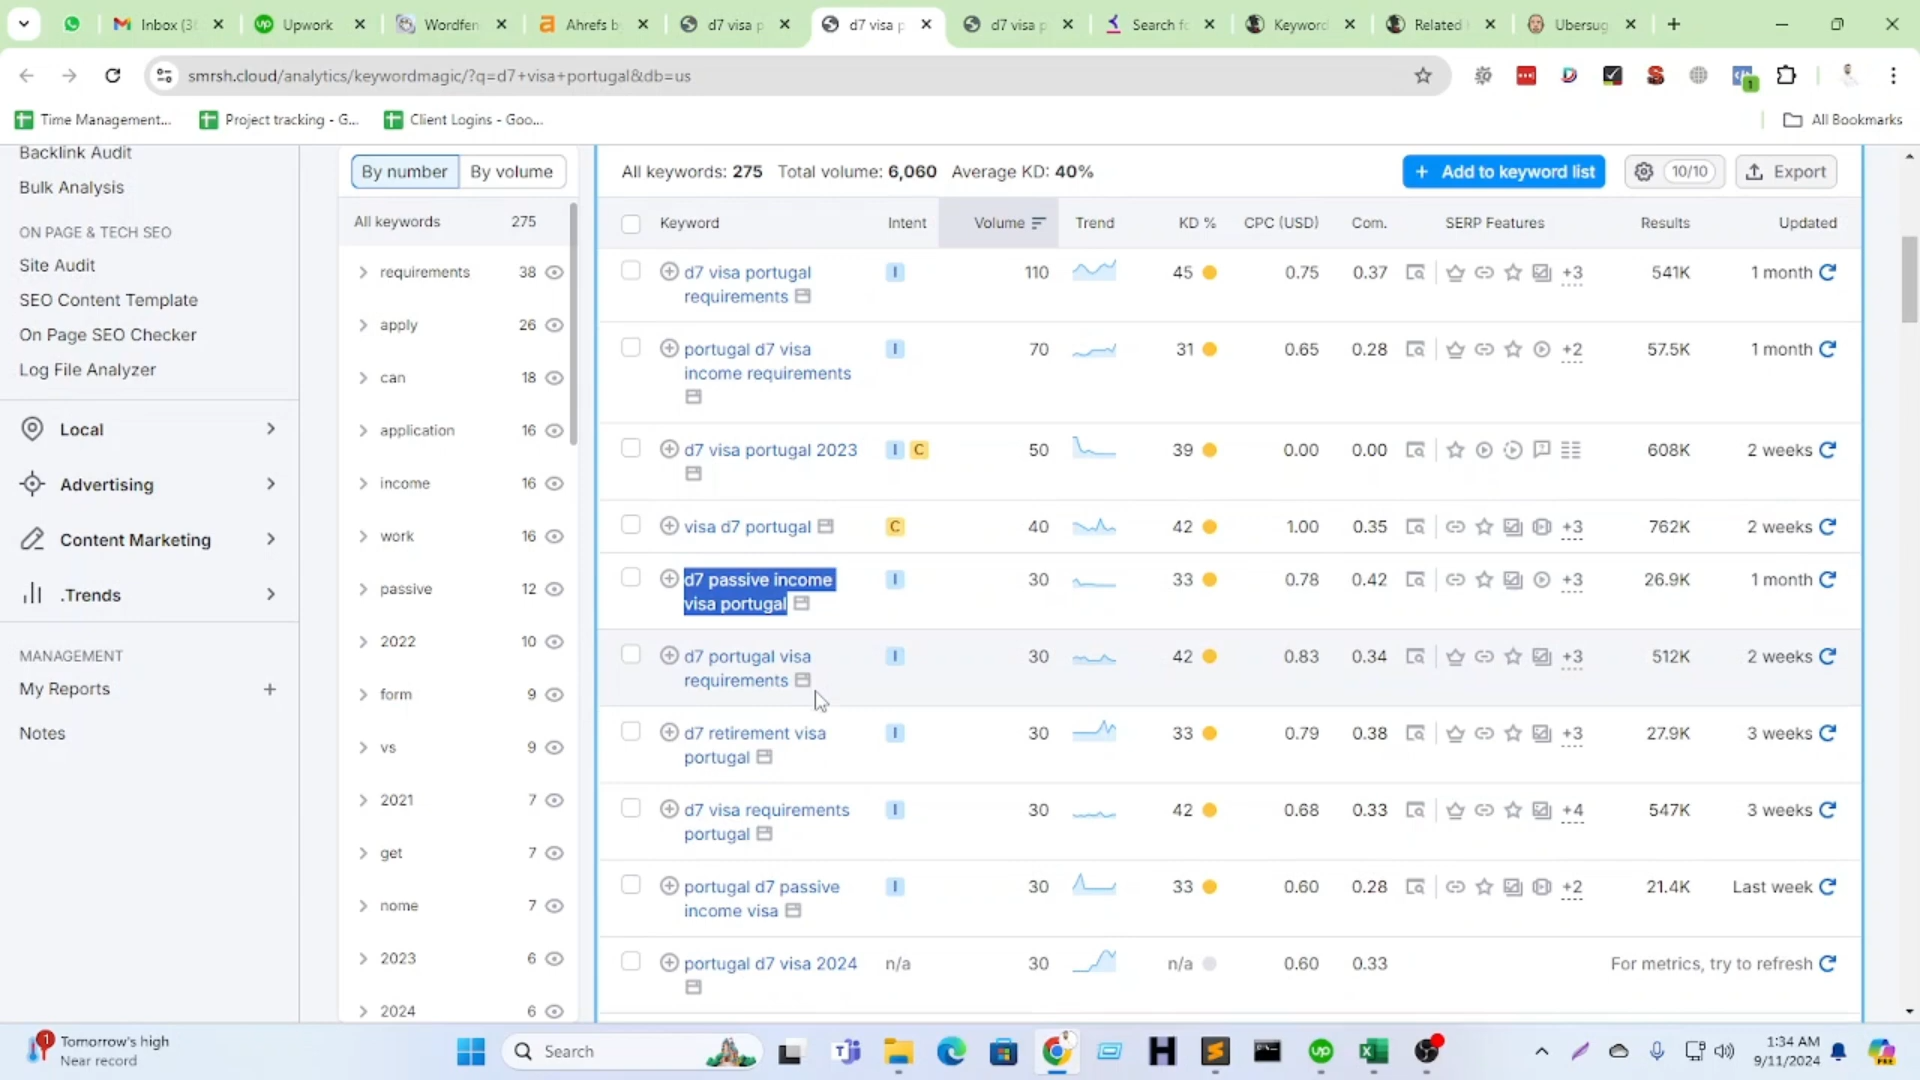 Inbox (3
Upwork
Wordfen
Ahrefs b
d7 visa p
d7 visa p
d7 visa p
Search fo
Keyword
Related
Ubersug
smrsh.cloud/analytics/keywordmagic/?q=d7+visa+portugal&db=us
1
Time Management...
Project tracking - G...
Client Logins - Goo...
All Bookmarks
Backlink Audit
Bulk Analysis
ON PAGE & TECH SEO
Site Audit
SEO Content Template
On Page SEO Checker
Log File Analyzer
Local
Advertising
Content Marketing
.Trends
MANAGEMENT
My Reports +
Notes
By number By volume
All keywords 275
requirements 38
apply 26
can 18
application 16
income 16
work 16
passive 12
2022 10
form 9
vs 9
2021 7
get 7
nome 7
2023 6
2024 6
All keywords: 275 Total volume: 6,060 Average KD: 40%
+ Add to keyword list
10/10
Export
Keyword Intent Volume Trend KD % CPC (USD) Com. SERP Features Results Updated
d7 visa portugal I 110 45 0.75 0.37 +3 541K 1 month
requirements
portugal d7 visa I 70 31 0.65 0.28 +2 57.5K 1 month
income requirements
d7 visa portugal 2023 I C 50 39 0.00 0.00 608K 2 weeks
visa d7 portugal C 40 42 1.00 0.35 +3 762K 2 weeks
d7 passive income I 30 33 0.78 0.42 +3 26.9K 1 month
visa portugal
d7 portugal visa I 30 42 0.83 0.34 +3 512K 2 weeks
requirements
d7 retirement visa I 30 33 0.79 0.38 +3 27.9K 3 weeks
portugal
d7 visa requirements I 30 42 0.68 0.33 +4 547K 3 weeks
portugal
portugal d7 passive I 30 33 0.60 0.28 +2 21.4K Last week
income visa
portugal d7 visa 2024 n/a 30 n/a 0.60 0.33 For metrics, try to refresh
1
Tomorrow's high
Near record
Search
1:34 AM
9/11/2024